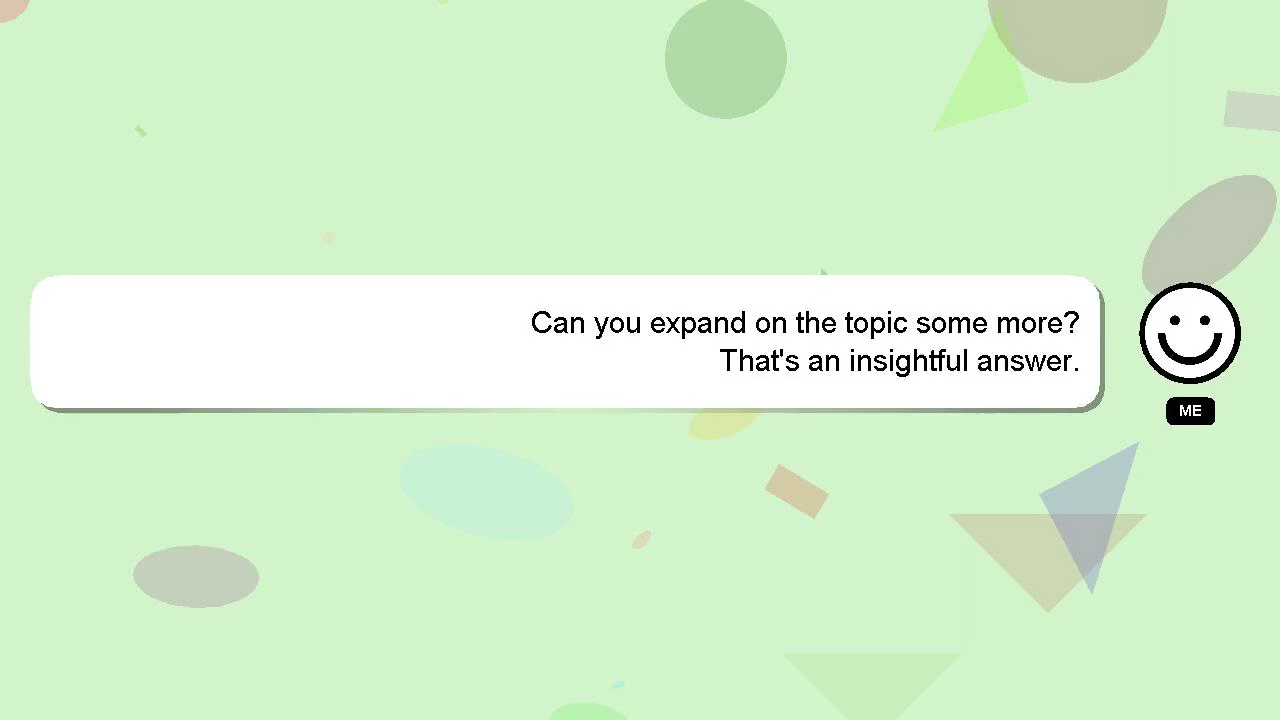 Can you expand on the topic some more?
That's an insightful answer.
ME